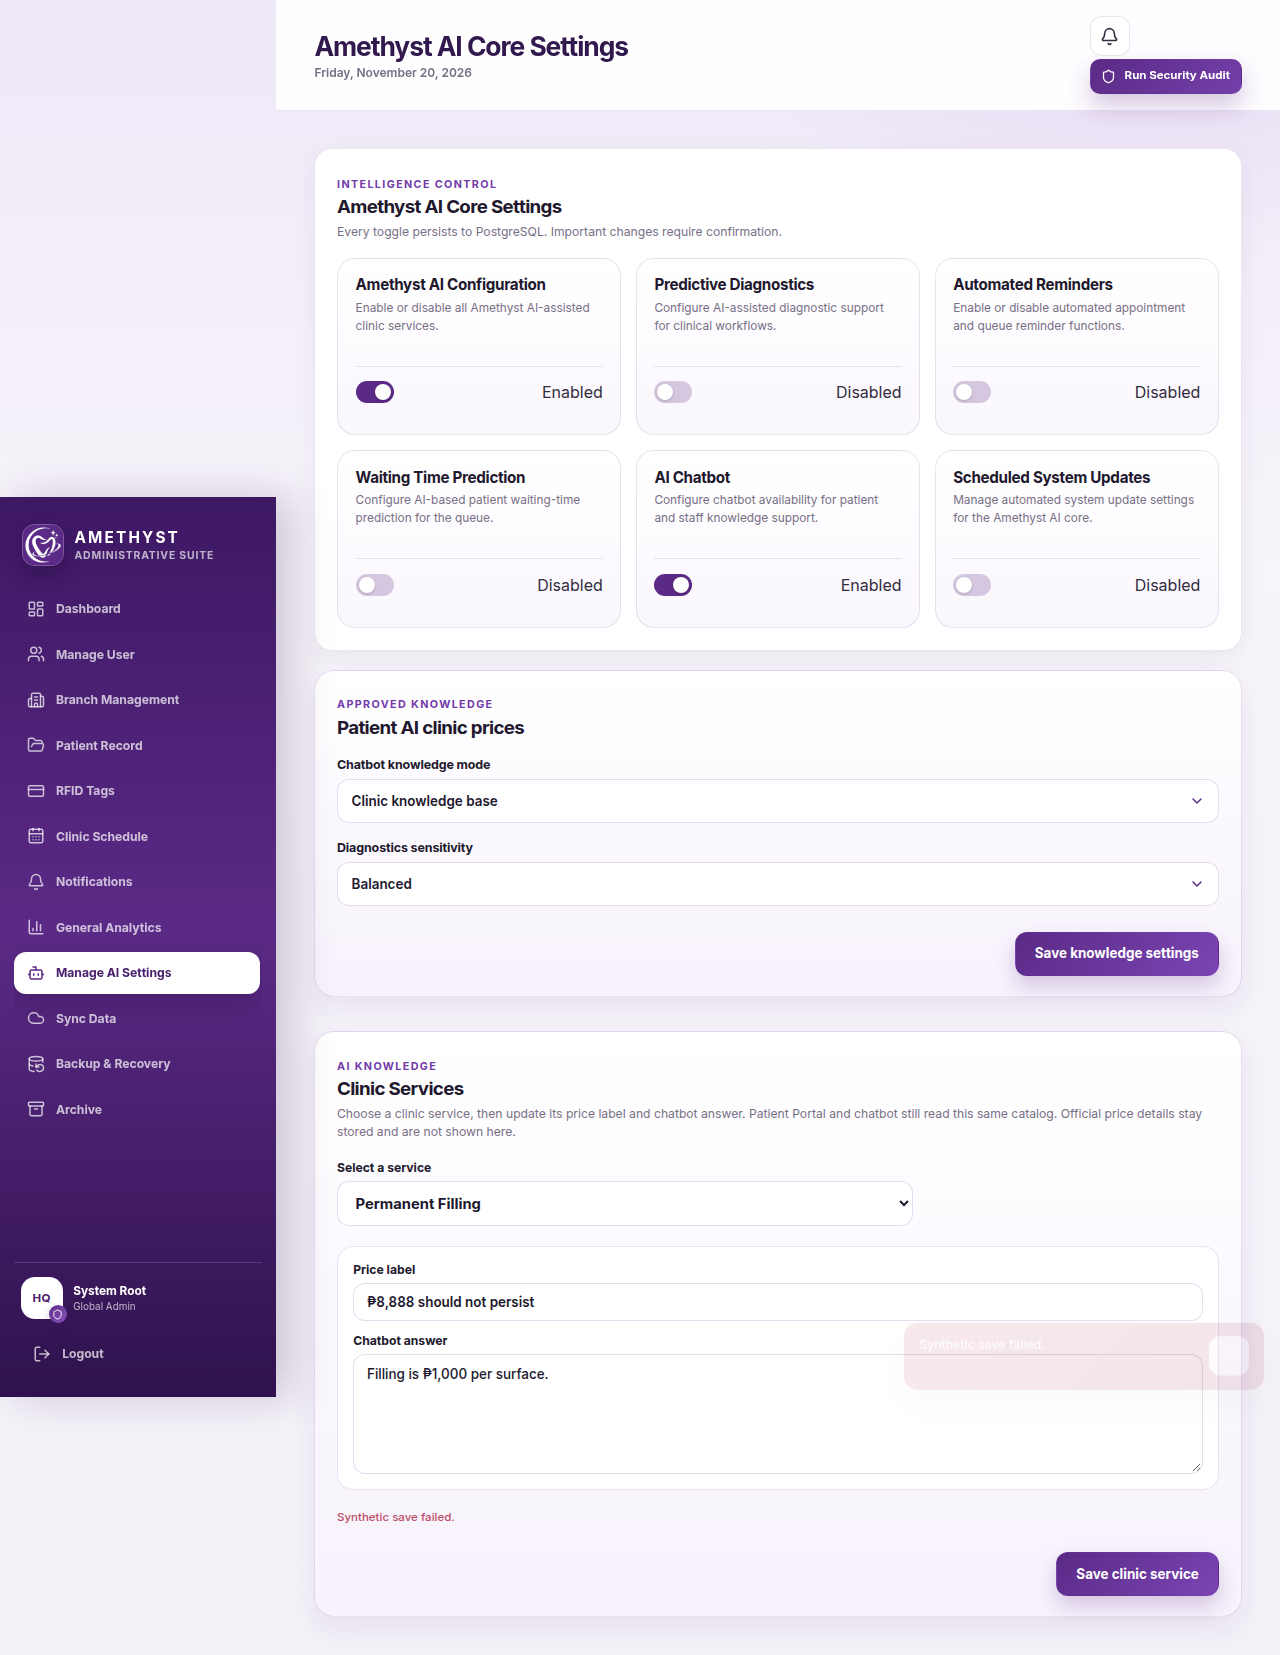 Amethyst AI Core Settings
Friday, November 20, 2026
Run Security Audit
INTELLIGENCE CONTROL
Amethyst AI Core Settings
Every toggle persists to PostgreSQL. Important changes require confirmation.
Amethyst AI Configuration
Enable or disable all Amethyst AI-assisted
clinic services.
Enabled
Predictive Diagnostics
Configure AI-assisted diagnostic support
for clinical workflows.
Disabled
Automated Reminders
Enable or disable automated appointment
and queue reminder functions.
Disabled
Waiting Time Prediction
Configure AI-based patient waiting-time
prediction for the queue.
Disabled
AI Chatbot
Configure chatbot availability for patient
and staff knowledge support.
Enabled
Scheduled System Updates
Manage automated system update settings
for the Amethyst AI core.
Disabled
AMETHYST
ADMINISTRATIVE SUITE
Dashboard
Manage User
Branch Management
Patient Record
RFID Tags
Clinic Schedule
Notifications
General Analytics
Manage AI Settings
Sync Data
Backup & Recovery
Archive
HQ
System Root
Global Admin
Logout
APPROVED KNOWLEDGE
Patient AI clinic prices
Chatbot knowledge mode
Clinic knowledge base
Diagnostics sensitivity
Balanced
Save knowledge settings
AI KNOWLEDGE
Clinic Services
Choose a clinic service, then update its price label and chatbot answer. Patient Portal and chatbot still read this same catalog. Official price details stay
stored and are not shown here.
Select a service
Permanent Filling
Price label
₱8,888 should not persist
Chatbot answer
Filling is ₱1,000 per surface.
Synthetic save failed.
Synthetic save failed.
Save clinic service